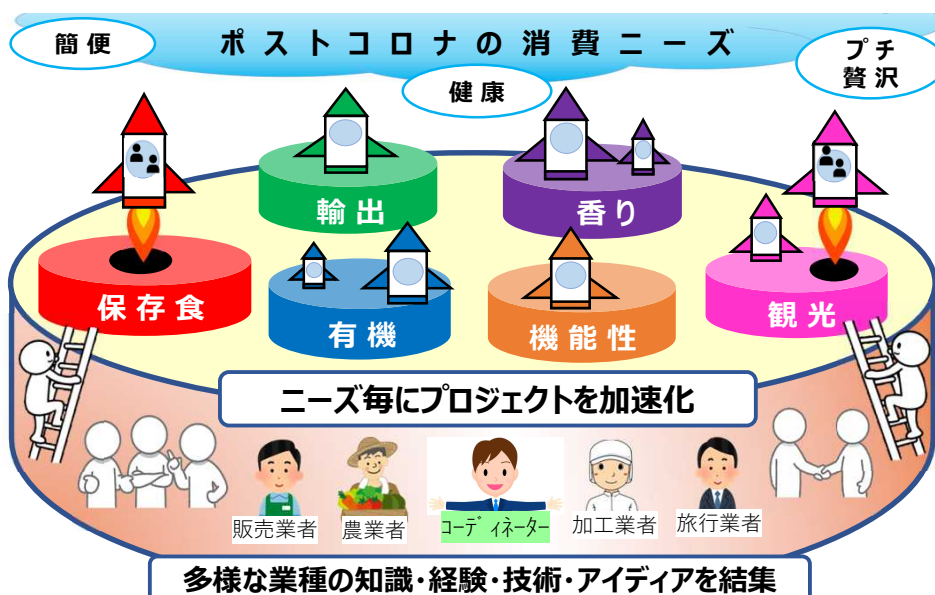 ポストコロナの消費ニーズ
簡便
健康
プチ
贅沢
輸出
香り
保存食
有機
機能性
観光
ニーズ毎にプロジェクトを加速化
販売業者
農業者
ｺｰﾃﾞｨﾈｰﾀｰ
加工業者
旅行業者
多様な業種の知識・経験・技術・アイディアを結集